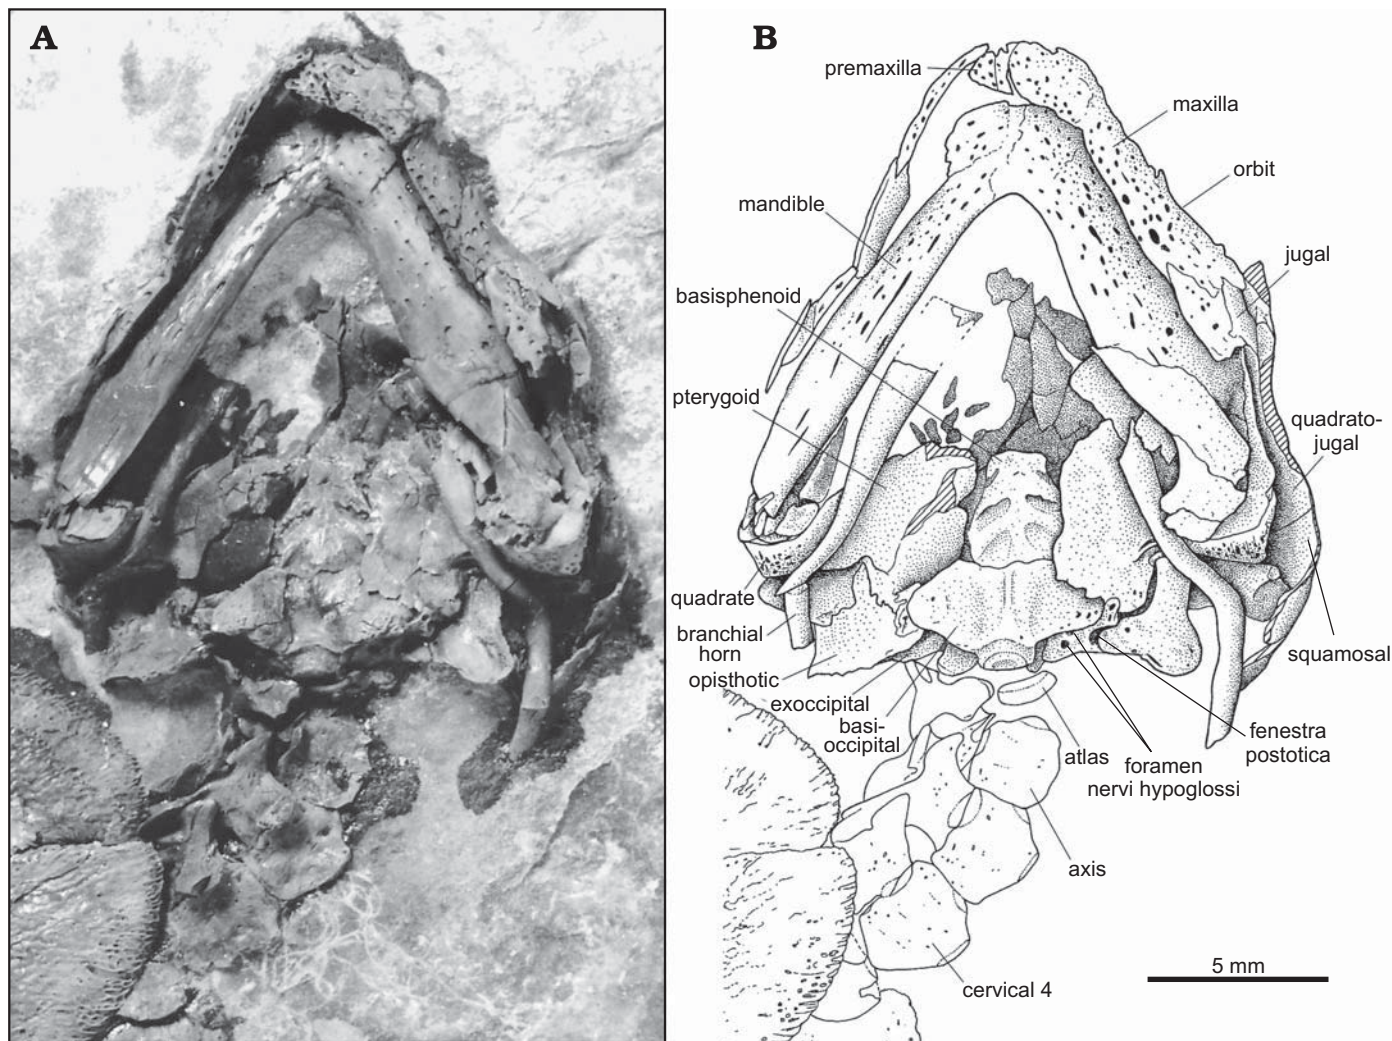 A
B
premaxilla
maxilla
orbit
mandible
jugal
basisphenoid
pterygoid
quadrato-
jugal
quadrate
branchial
horn
squamosal
opisthotic
exoccipital
basi-
occipital
atlas
foramen
nervi hypoglossi
fenestra
postotica
axis
cervical 4
5 mm